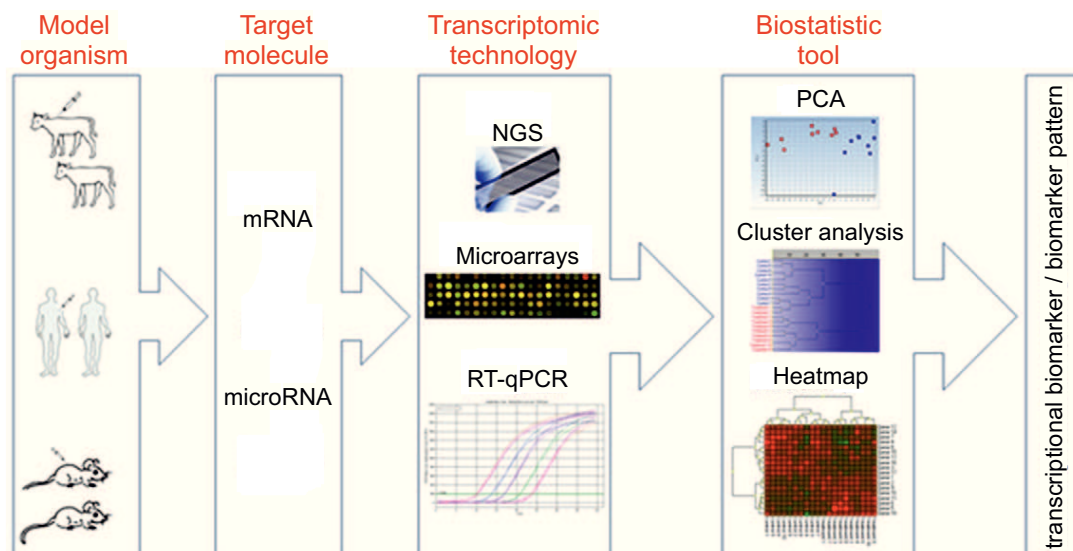 Model
organism
Target
molecule
Transcriptomic
technology
Biostatistic
tool
mRNA
microRNA
NGS
Microarrays
RT-qPCR
PCA
Cluster analysis
Heatmap
transcriptional biomarker / biomarker pattern